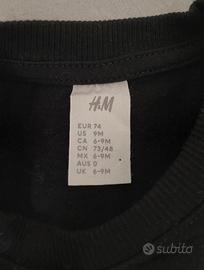 H&M
EUR 74
US 9M
CA 6-9M
CN 73/48
MX 6-9M
AUS 0
UK 6-9M
subito